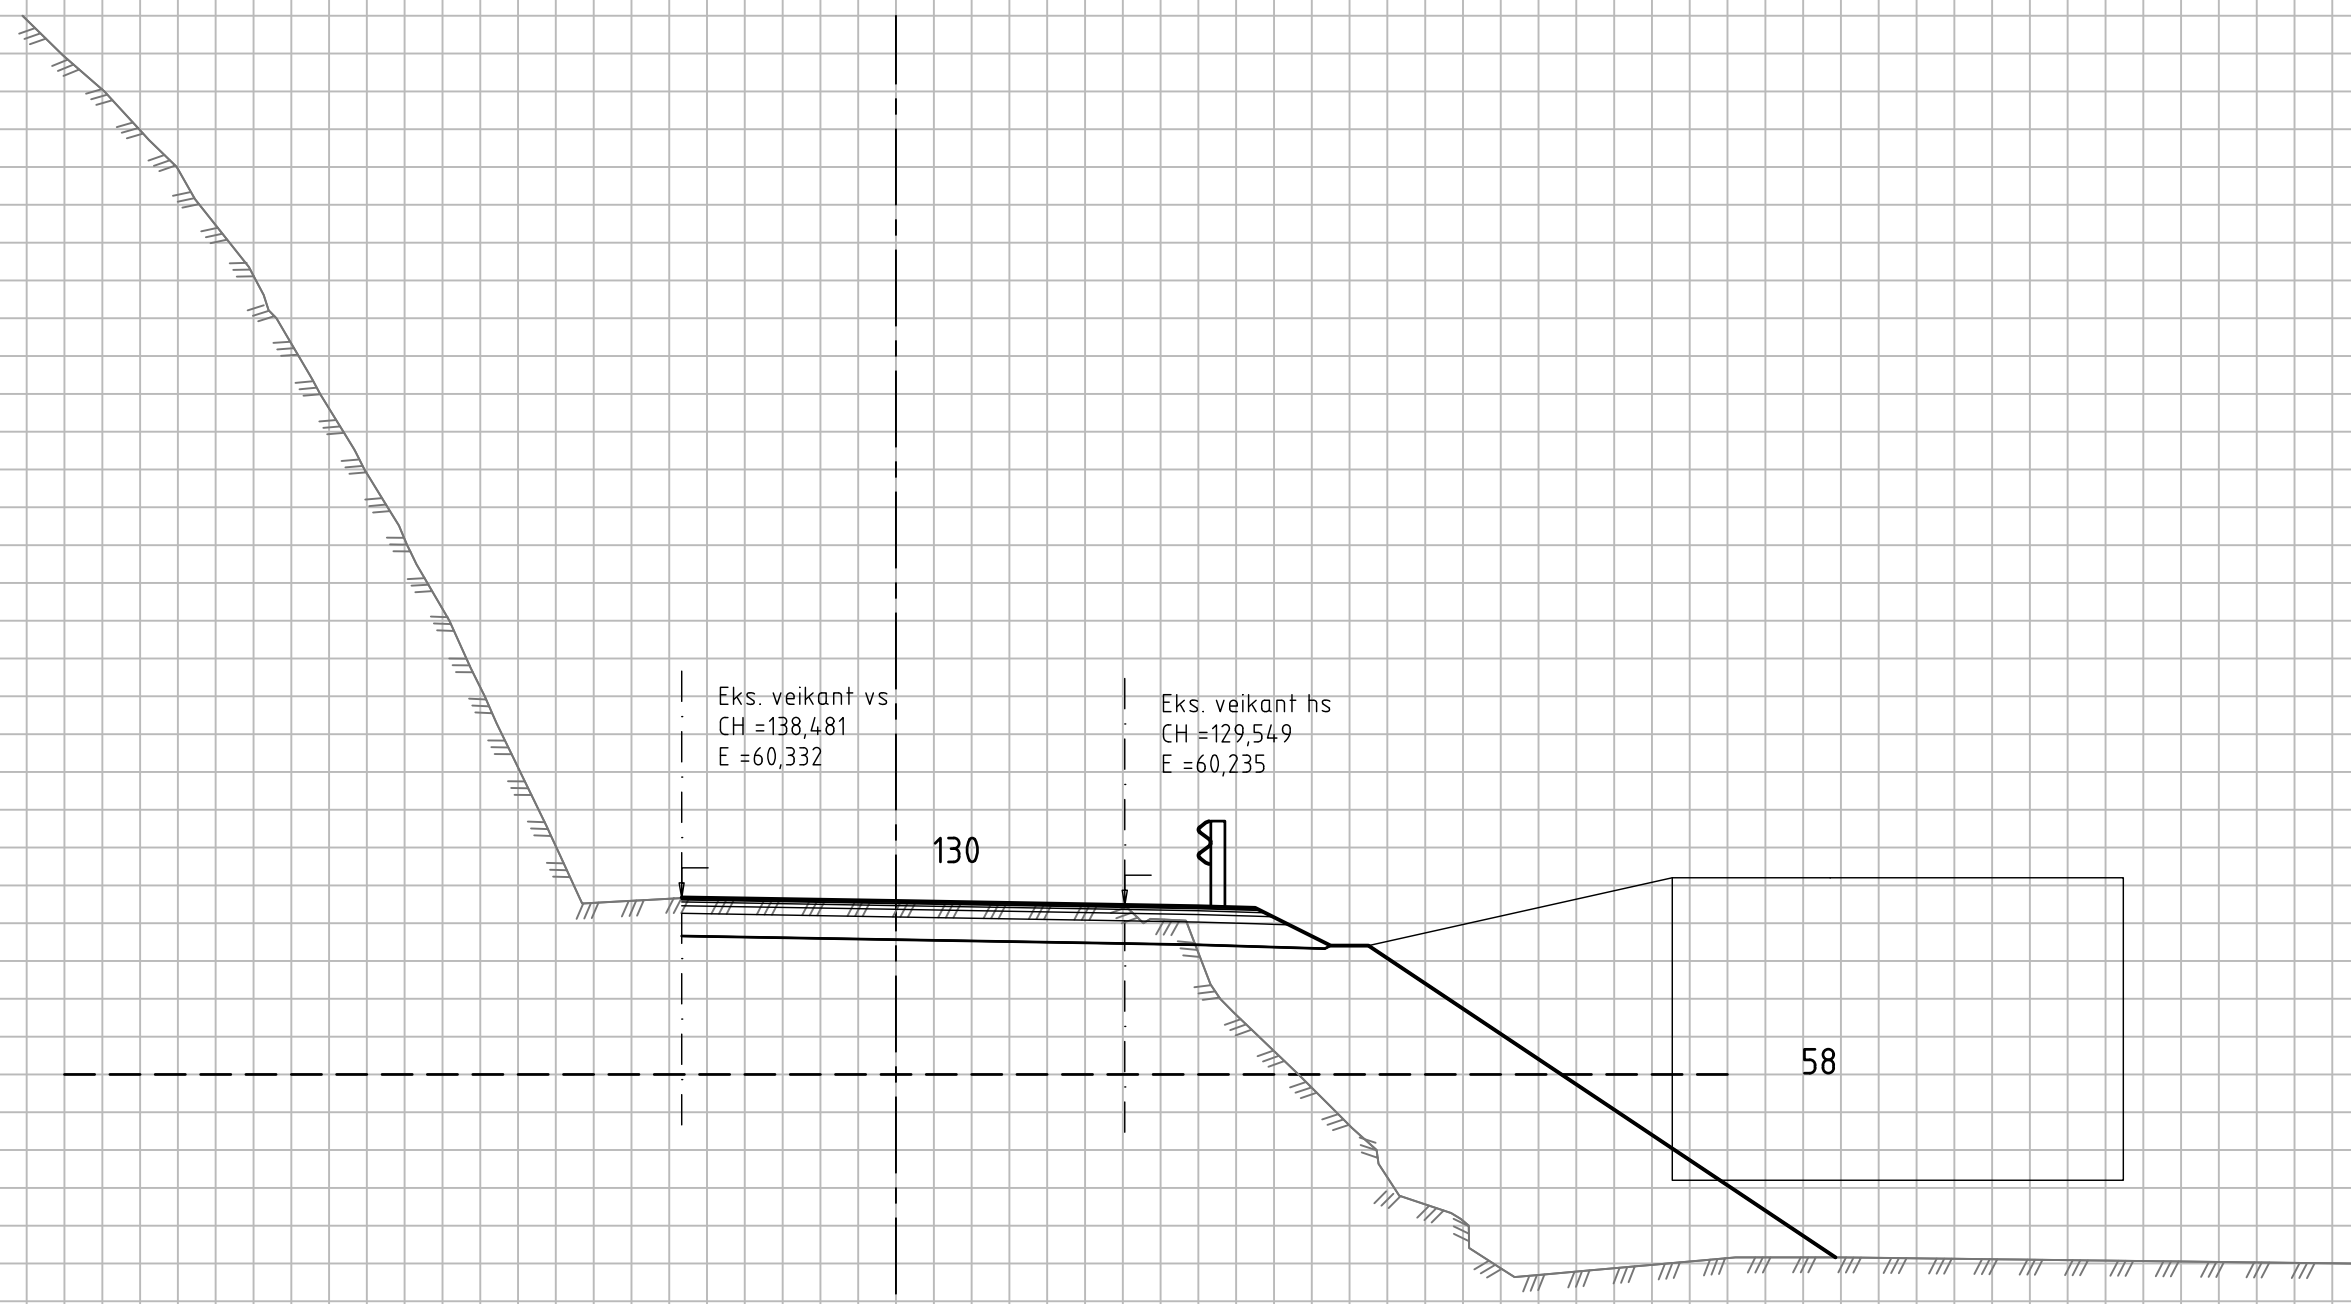 Eks. veikant vs
CH =138,481
E =60,332
Eks. veikant hs
CH =129,549
E =60,235
130
58